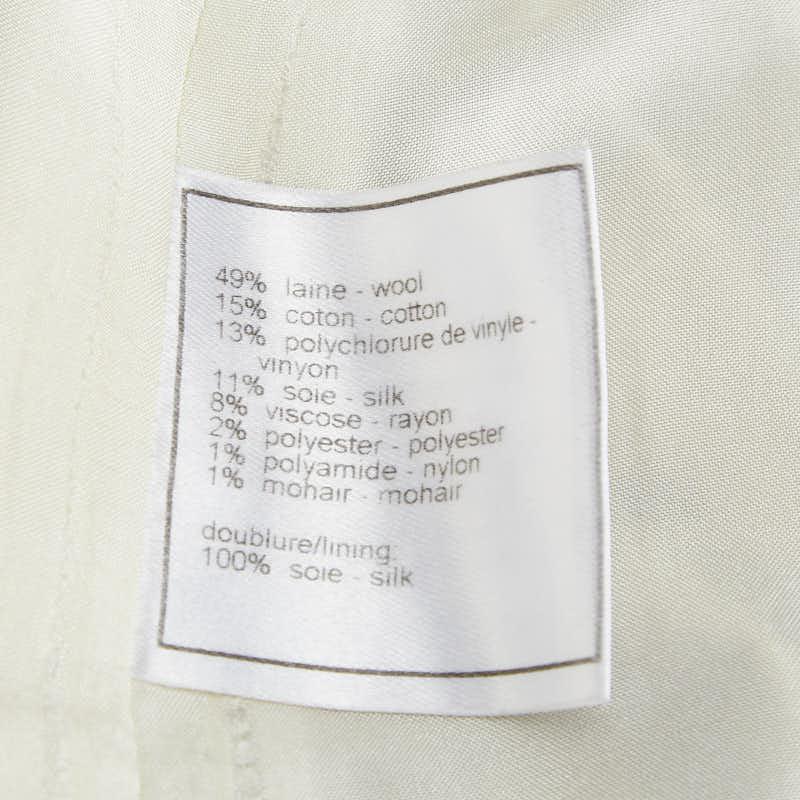 49% laine - wool
15% coton - cotton
13% polychlorure de vinyle -
vinyon
11% soie - silk
8% viscose - rayon
2% polyester - polyester
1% polyamide - nylon
1% mohair - mohair
doublure/lining:
100% soie - silk